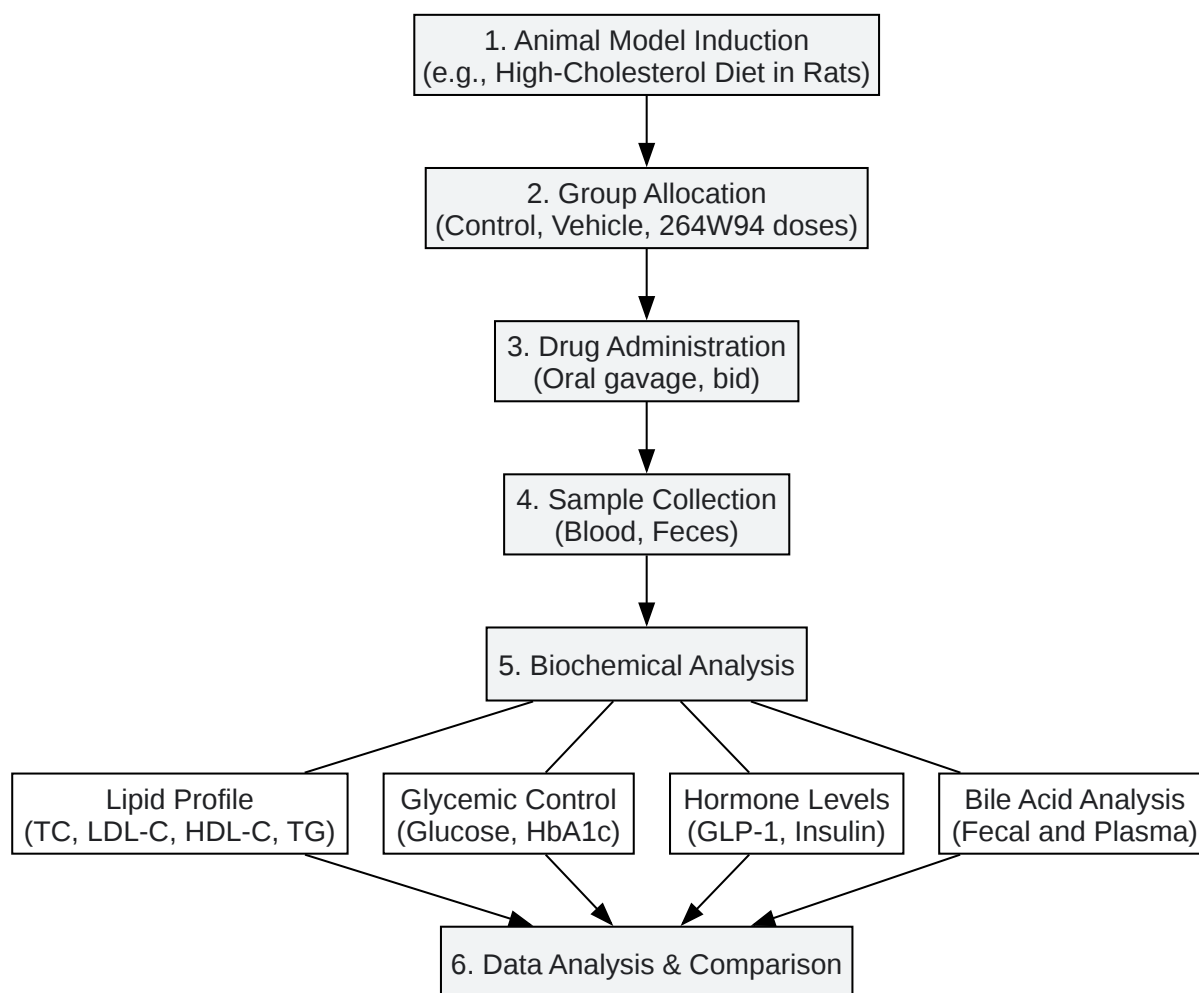 1. Animal Model Induction
(e.g., High-Cholesterol Diet in Rats)
2. Group Allocation
(Control, Vehicle, 264W94 doses)
3. Drug Administration
(Oral gavage, bid)
4. Sample Collection
(Blood, Feces)
5. Biochemical Analysis
Lipid Profile
(TC, LDL-C, HDL-C, TG)
Glycemic Control
(Glucose, HbA1c)
Hormone Levels
(GLP-1, Insulin)
Bile Acid Analysis
(Fecal and Plasma)
6. Data Analysis & Comparison